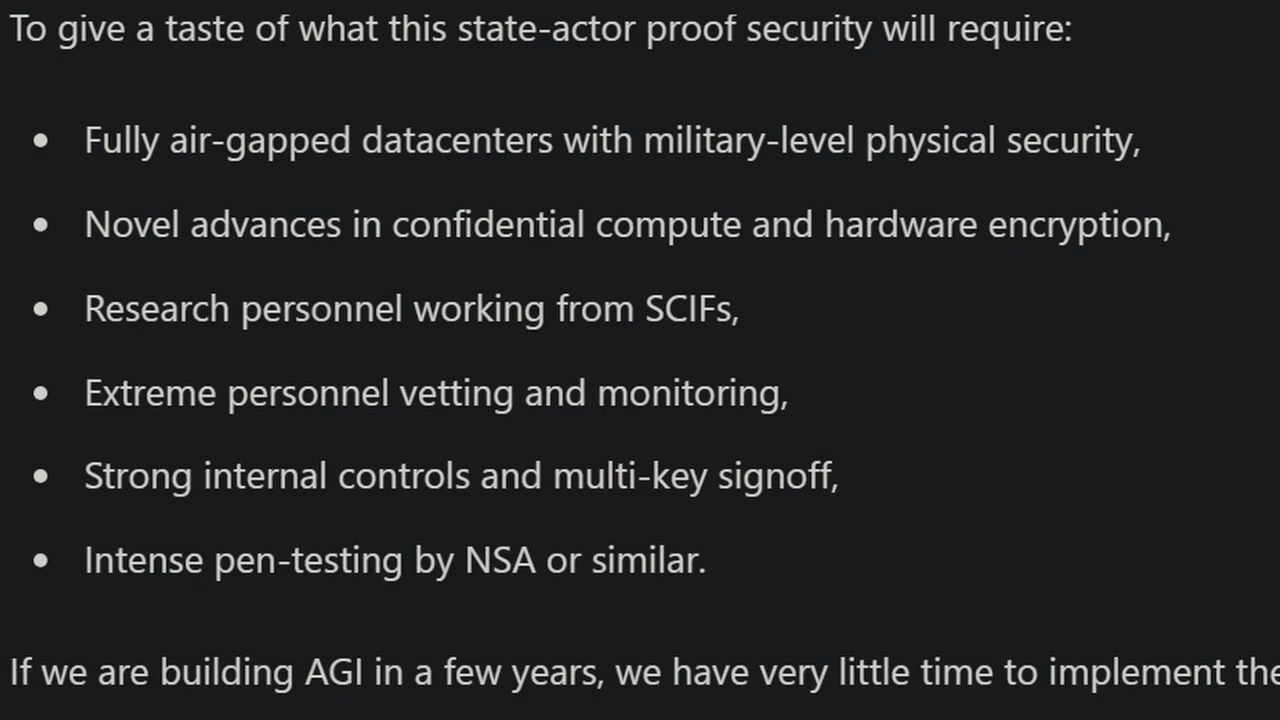 To give a taste of what this state-actor proof security will require:
• Fully air-gapped datacenters with military-level physical security,
• Novel advances in confidential compute and hardware encryption,
• Research personnel working from SCIFs,
• Extreme personnel vetting and monitoring,
• Strong internal controls and multi-key signoff,
• Intense pen-testing by NSA or similar.
If we are building AGI in a few years, we have very little time to implement